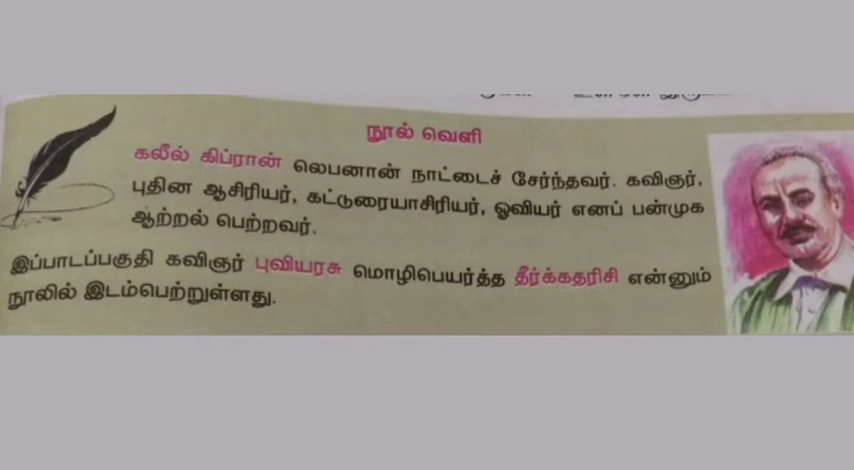 நூல் வெளி
கலீல் கிப்ரான் லெபனான் நாட்டைச் சேர்ந்தவர். கவிஞர்,
புதின ஆசிரியர், கட்டுரையாசிரியர், ஓவியர் எனப் பன்முக
ஆற்றல் பெற்றவர்.
இப்பாடப்பகுதி கவிஞர் புவியரசு மொழிபெயர்த்த தீர்க்கதரிசி என்னும்
நூலில் இடம்பெற்றுள்ளது.